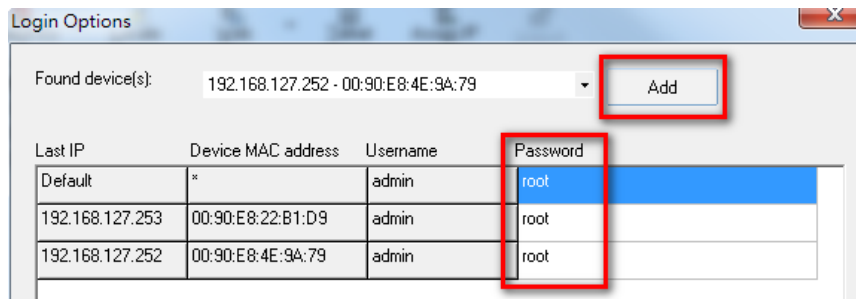 Login Options
Found device(s): 192.168.127.252 - 00:90:E8:4E:9A:79 Add
Last IP Device MAC address Username Password
Default * admin root
192.168.127.253 00:90:E8:22:B1:D9 admin root
192.168.127.252 00:90:E8:4E:9A:79 admin root